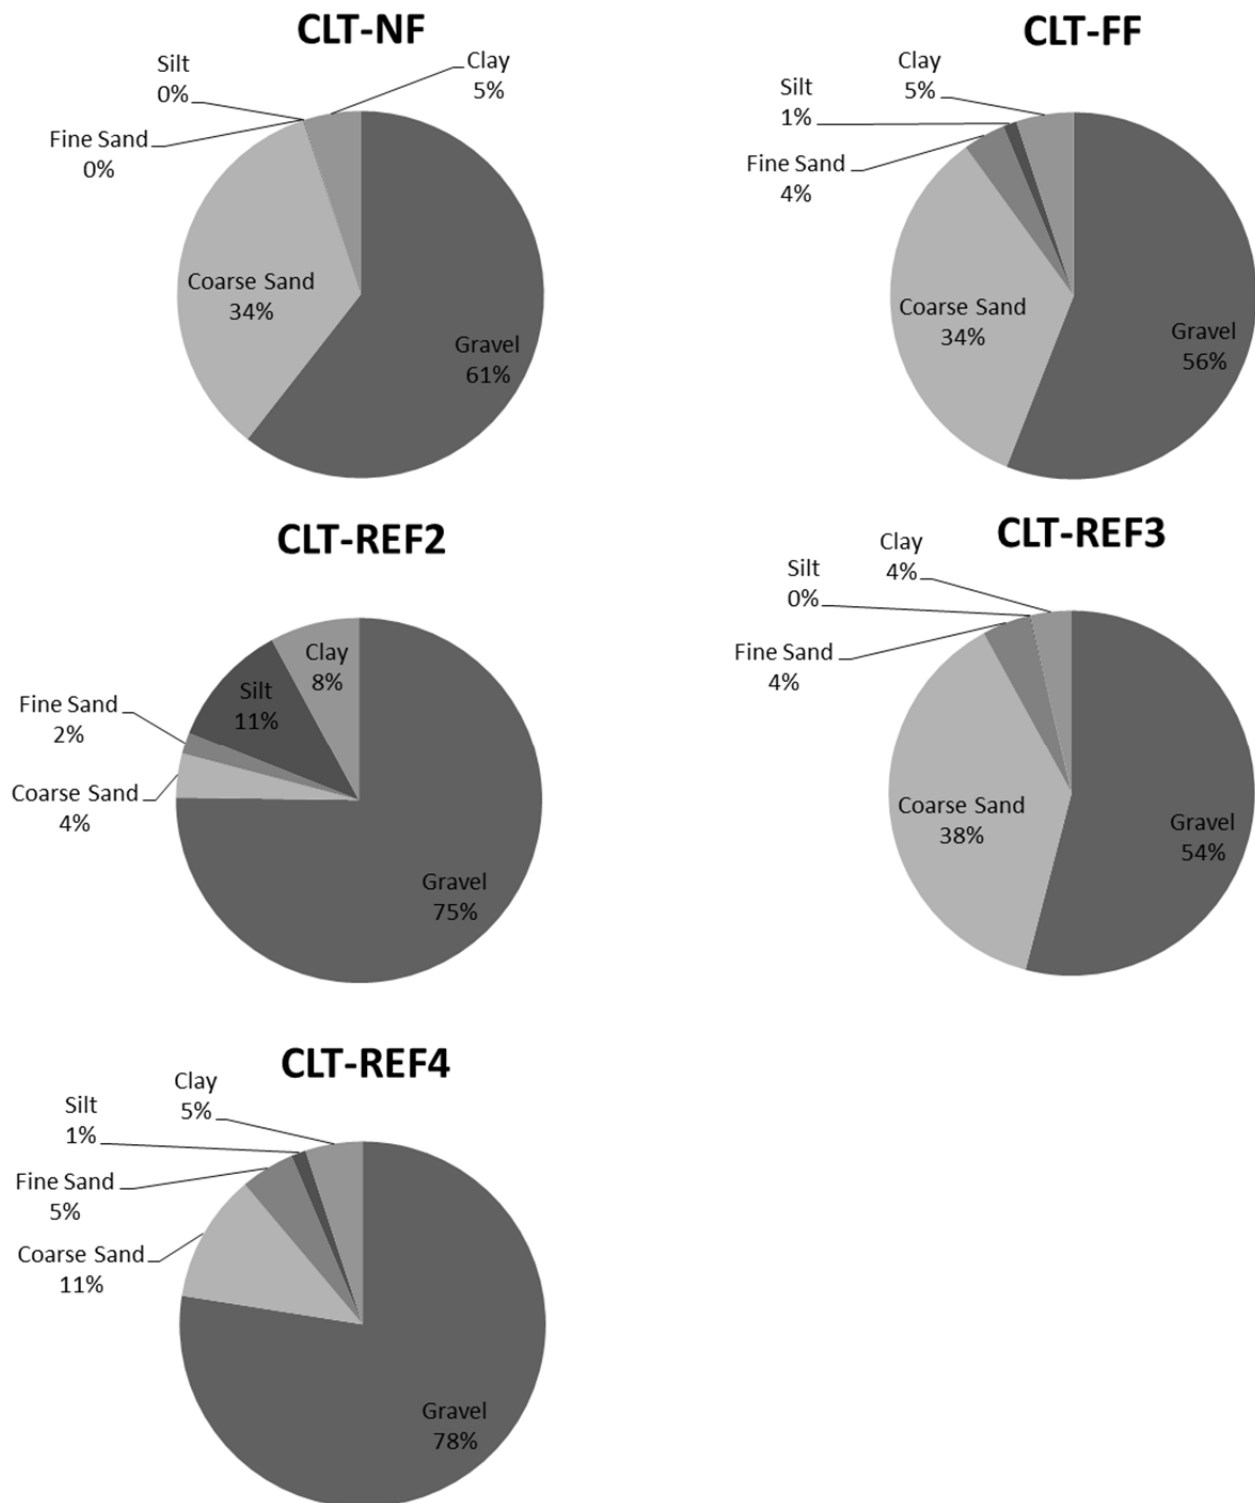 CLT-NF
Silt
0%
Clay
5%
Fine Sand
0%
Coarse Sand
34%
Gravel
61%
CLT-FF
Clay
5%
Silt
1%
Fine Sand
4%
Coarse Sand
34%
Gravel
56%
CLT-REF2
Clay
8%
Silt
11%
Fine Sand
2%
Coarse Sand
4%
Gravel
75%
CLT-REF3
Clay
4%
Silt
0%
Fine Sand
4%
Coarse Sand
38%
Gravel
54%
CLT-REF4
Clay
5%
Silt
1%
Fine Sand
5%
Coarse Sand
11%
Gravel
78%